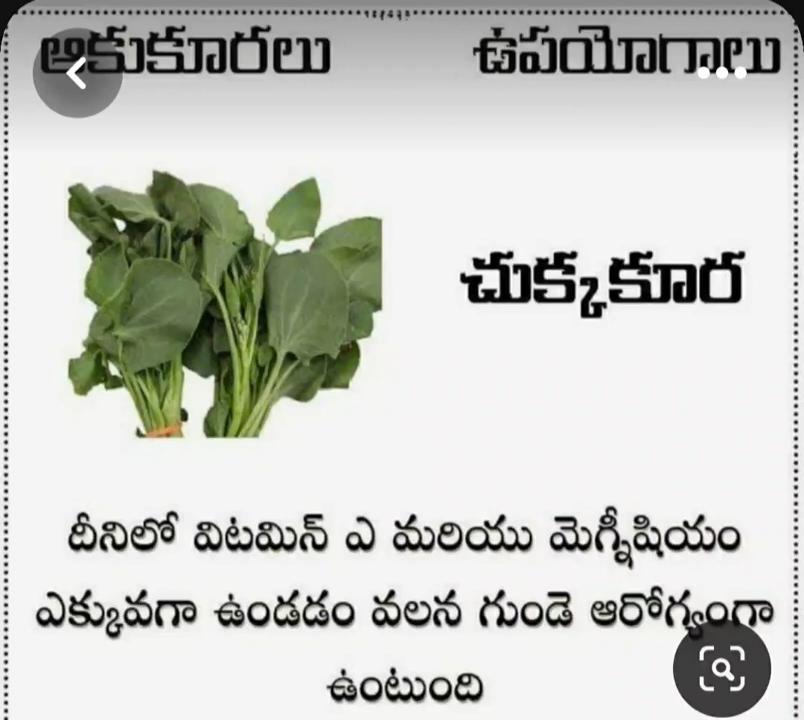 ఆకుకూరలు ఉపయోగాలు
చుక్కకూర
దీనిలో విటమిన్ ఎ మరియు మెగ్నీషియం
ఎక్కువగా ఉండడం వలన గుండె ఆరోగ్యంగా
ఉంటుంది